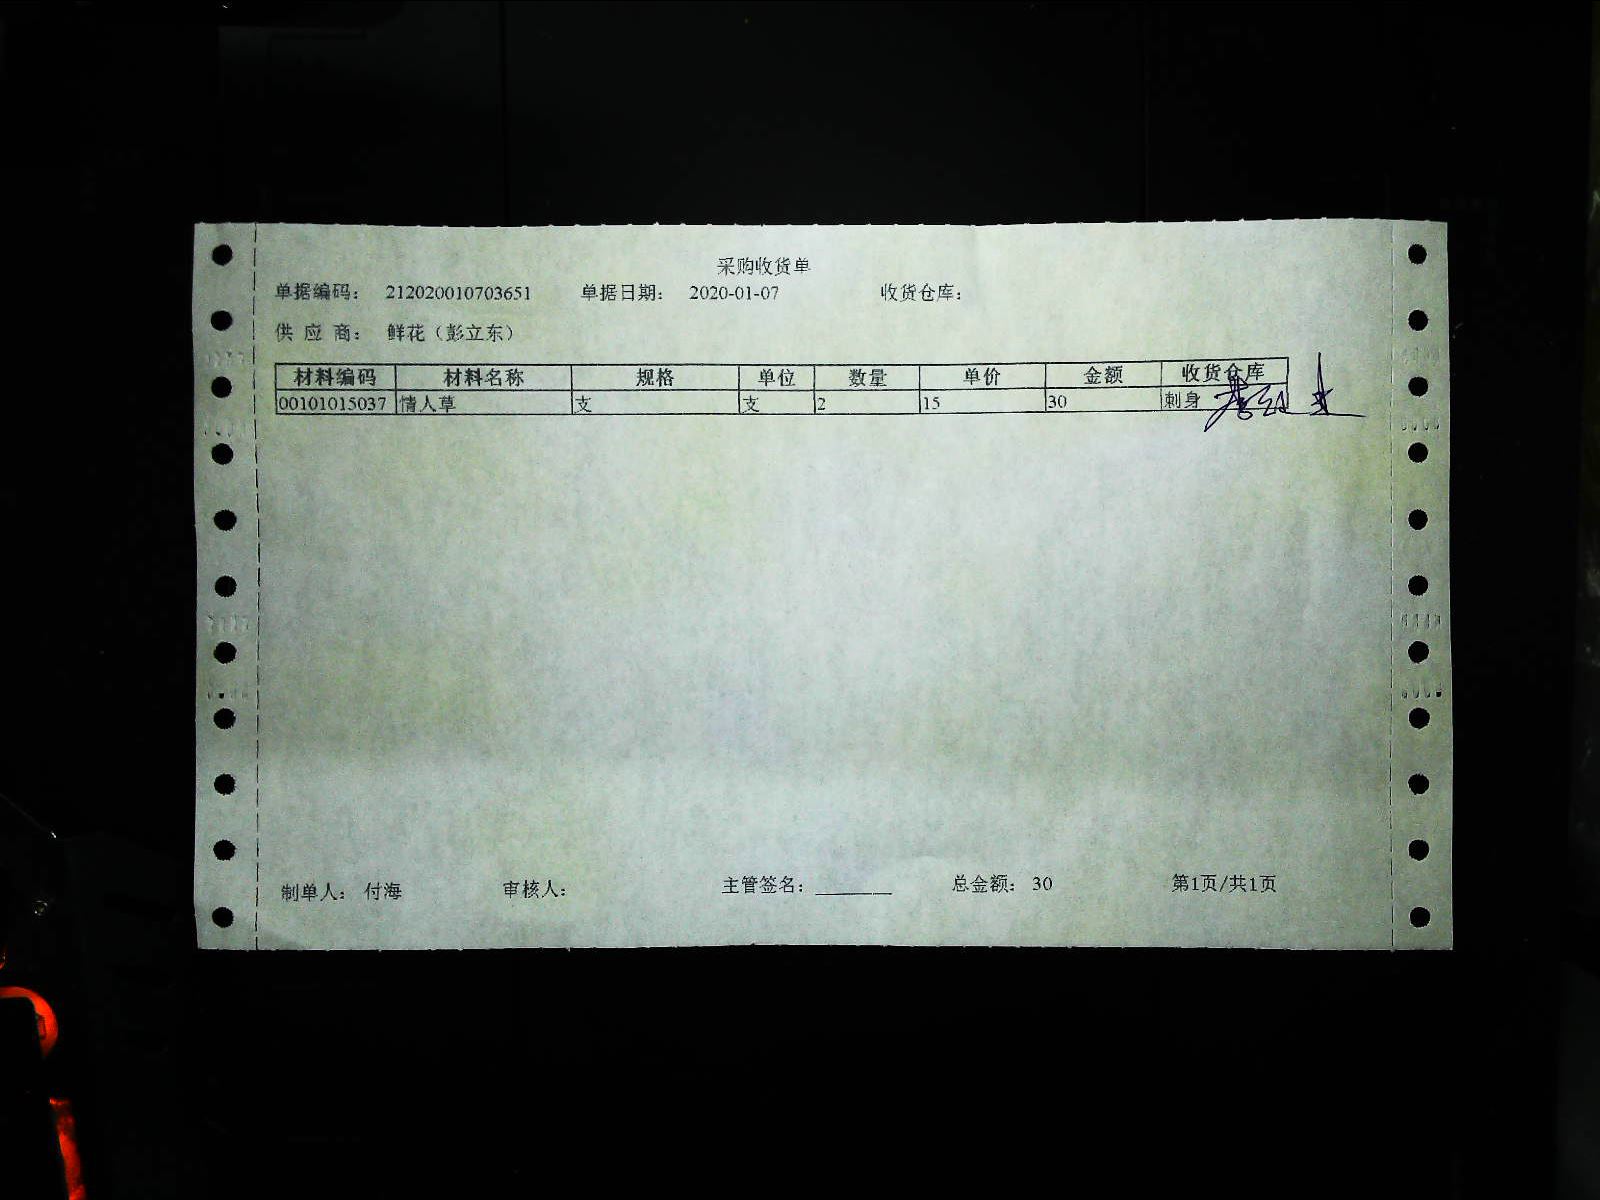 采购收货单
单据编码： 212020010703651 单据日期： 2020-01-07 收货仓库：
供 应 商： 鲜花（彭立东）
材料编码 材料名称 规格 单位 数量 单价 金额 收货仓库
00101015037 情人草 支 支 2 15 30 刺身
制单人： 付海 审核人： 主管签名： 总金额： 30 第1页/共1页